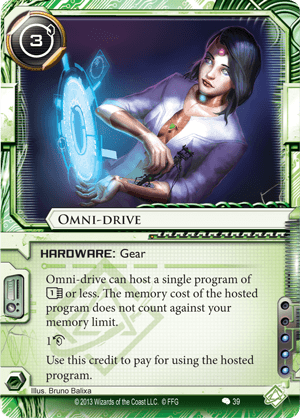 3
OMNI-DRIVE
HARDWARE: Gear
Omni-drive can host a single program of
1 or less. The memory cost of the hosted
program does not count against your
memory limit.
1
Use this credit to pay for using the hosted
program.
Illus. Bruno Balixa
© 2013 Wizards of the Coast LLC. © FFG
39